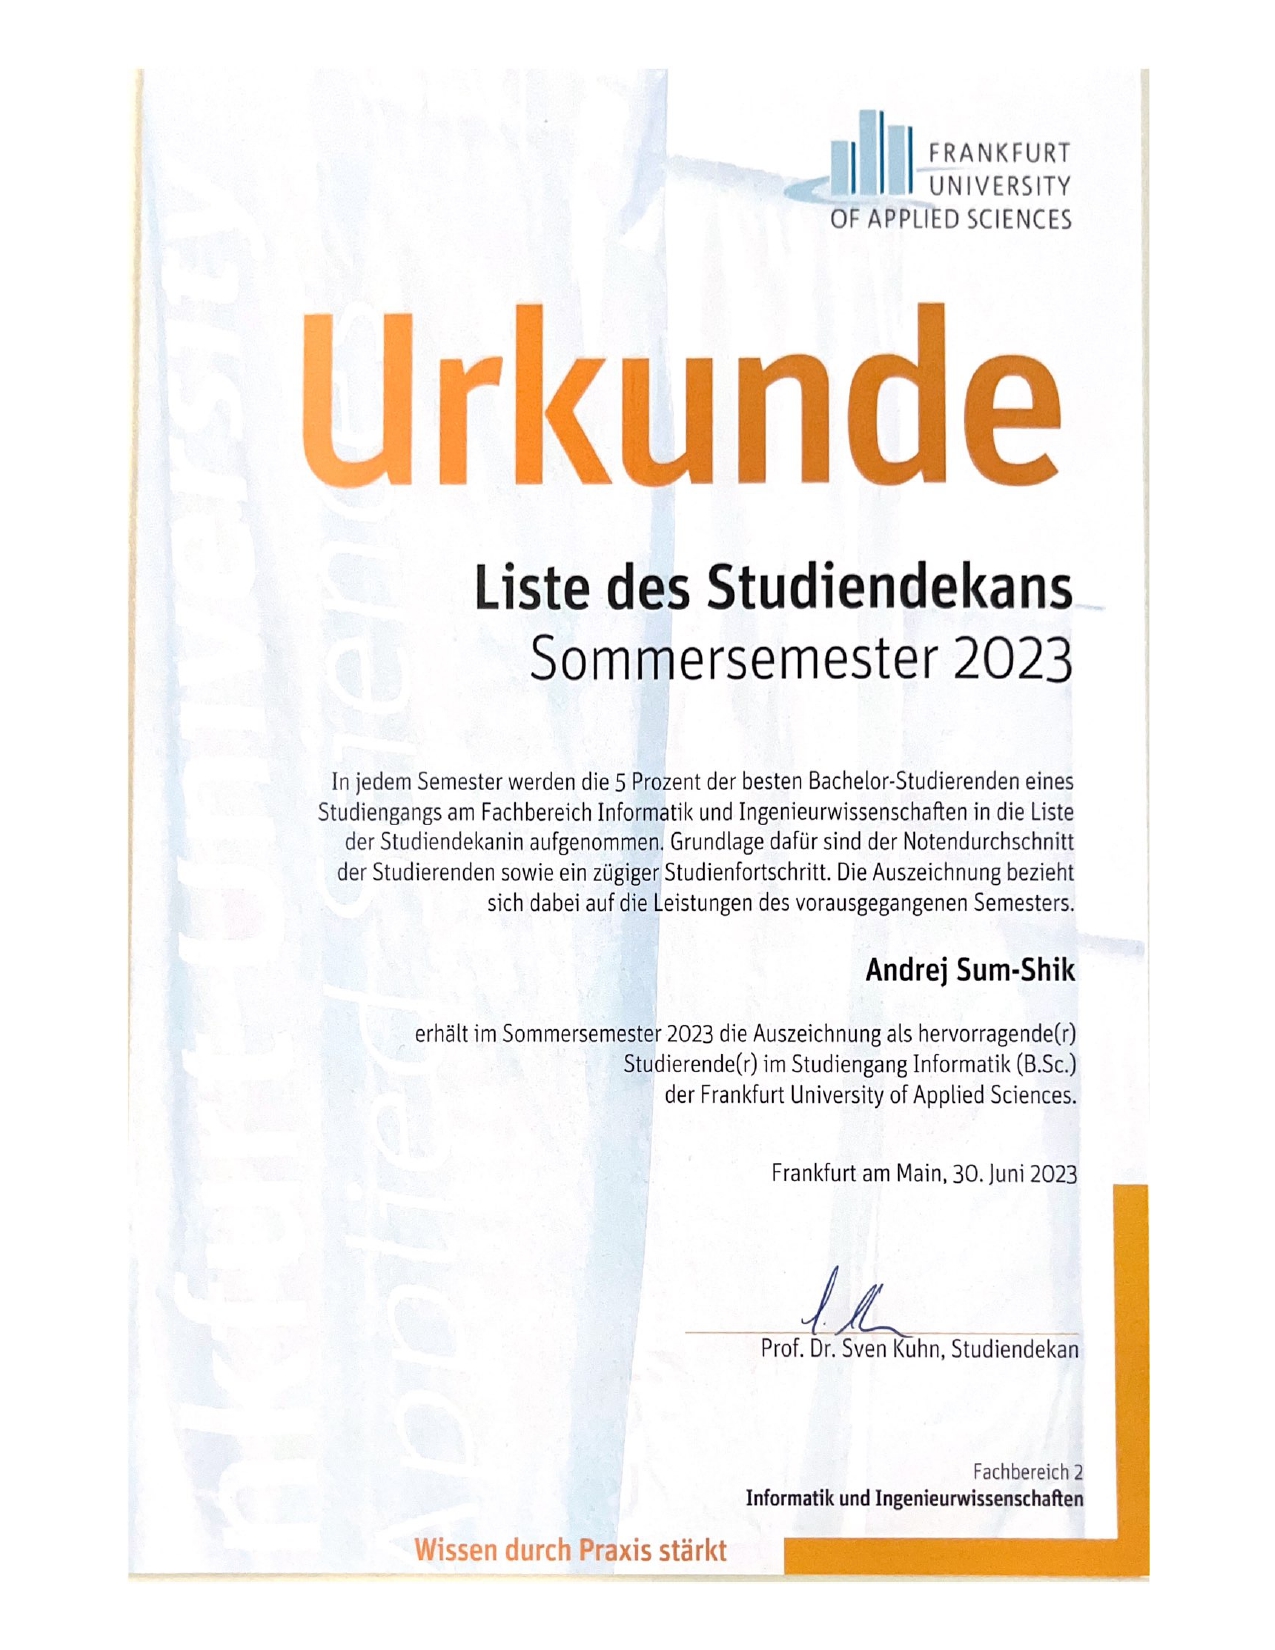 FRANKFURT
UNIVERSITY
OF APPLIED SCIENCES
Urkunde
Liste des Studiendekans
Sommersemester 2023
In jedem Semester werden die 5 Prozent der besten Bachelor-Studierenden eines
Studiengangs am Fachbereich Informatik und Ingenieurwissenschaften in die Liste
der Studiendekanin aufgenommen. Grundlage dafür sind der Notendurchschnitt
der Studierenden sowie ein zügiger Studienfortschritt. Die Auszeichnung bezieht
sich dabei auf die Leistungen des vorausgegangenen Semesters.
Andrej Sum-Shik
erhält im Sommersemester 2023 die Auszeichnung als hervorragende(r)
Studierende(r) im Studiengang Informatik (B.Sc.)
der Frankfurt University of Applied Sciences.
Frankfurt am Main, 30. Juni 2023
Prof. Dr. Sven Kuhn, Studiendekan
Fachbereich 2
Informatik und Ingenieurwissenschaften
Wissen durch Praxis stärkt
nkfurt University
Applied Sciences